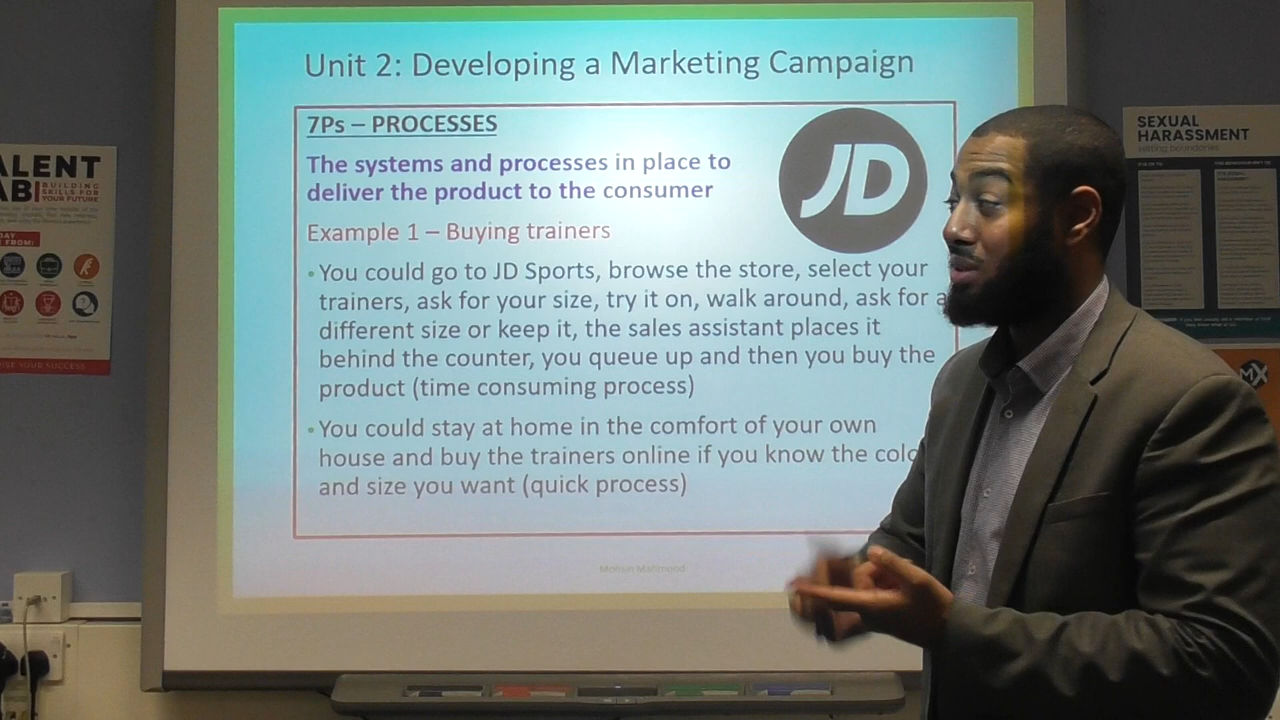 Unit 2: Developing a Marketing Campaign
7Ps – PROCESSES
The systems and processes in place to
deliver the product to the consumer
Example 1 – Buying trainers
JD
• You could go to JD Sports, browse the store, select your
trainers, ask for your size, try it on, walk around, ask for a
different size or keep it, the sales assistant places it
behind the counter, you queue up and then you buy the
product (time consuming process)
• You could stay at home in the comfort of your own
house and buy the trainers online if you know the colo
and size you want (quick process)
Mohsin Mahmood
ALENT
AB
BUILDING
SKILLS FOR
YOUR FUTURE
FROM:
YOUR SUCCESS
SEXUAL
HARASSMENT
setting boundaries
MX